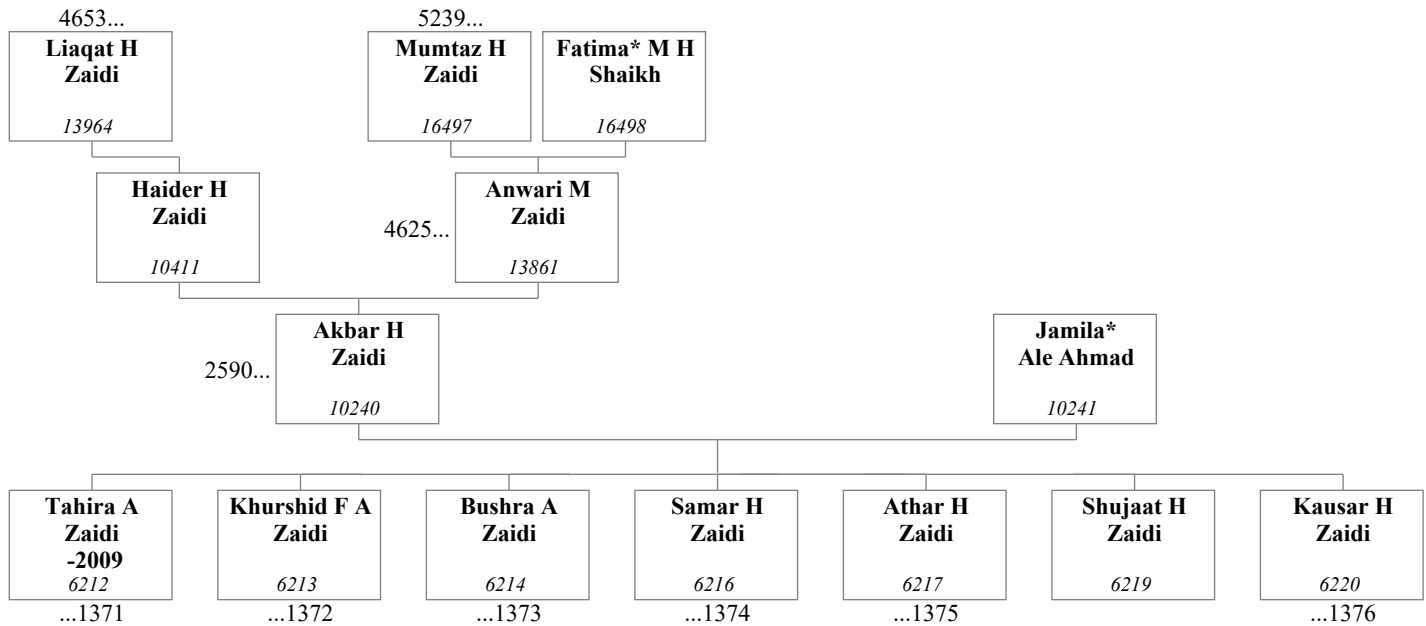 4653...
Liaqat H
Zaidi
13964
5239...
Mumtaz H
Zaidi
16497
Fatima* M H
Shaikh
16498
Haider H
Zaidi
10411
4625...
Anwari M
Zaidi
13861
2590...
Akbar H
Zaidi
10240
Jamila*
Ale Ahmad
10241
Tahira A
Zaidi
-2009
6212
...1371
Khurshid F A
Zaidi
6213
...1372
Bushra A
Zaidi
6214
...1373
Samar H
Zaidi
6216
...1374
Athar H
Zaidi
6217
...1375
Shujaat H
Zaidi
6219
Kausar H
Zaidi
6220
...1376